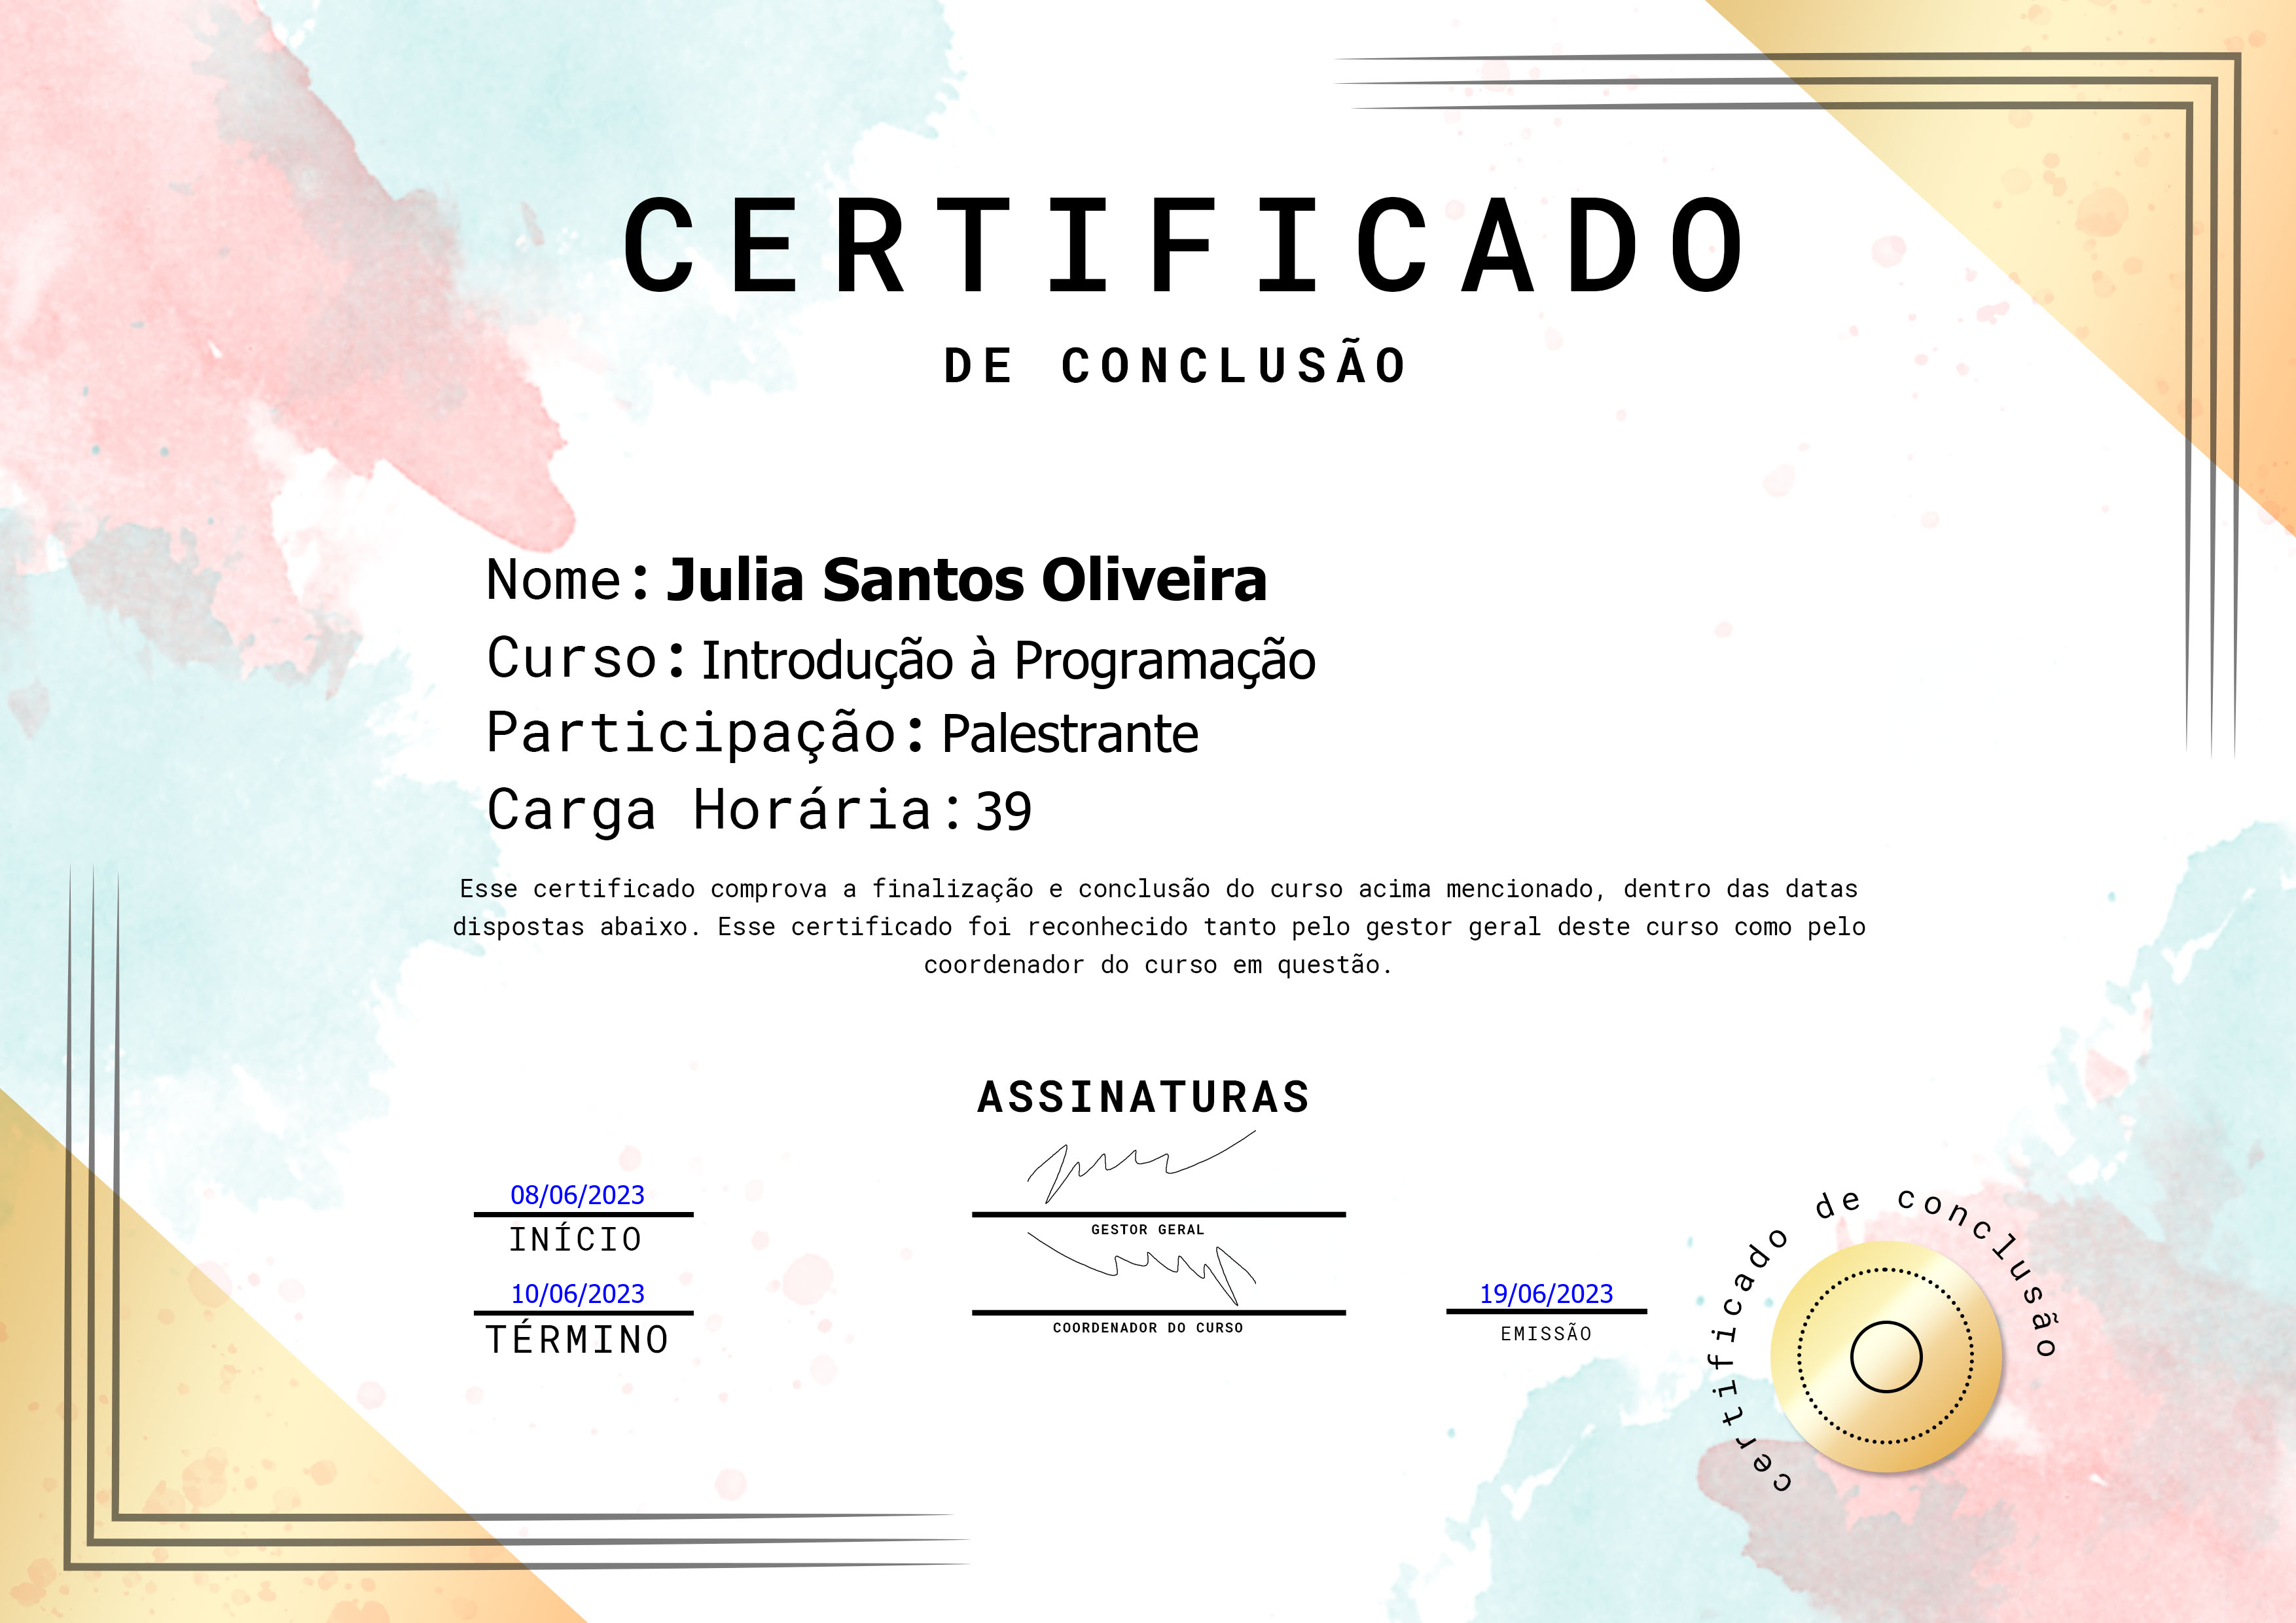 CERTIFICADO
DE CONCLUSÃO
Nome: Julia Santos Oliveira
Curso: Introdução à Programação
Participação: Palestrante
Carga Horária: 39
Esse certificado comprova a finalização e conclusão do curso acima mencionado, dentro das datas
dispostas abaixo. Esse certificado foi reconhecido tanto pelo gestor geral deste curso como pelo
coordenador do curso em questão.
ASSINATURAS
08/06/2023
INÍCIO
GESTOR GERAL
10/06/2023
TÉRMINO
COORDENADOR DO CURSO
19/06/2023
EMISSÃO
certificado de conclusão